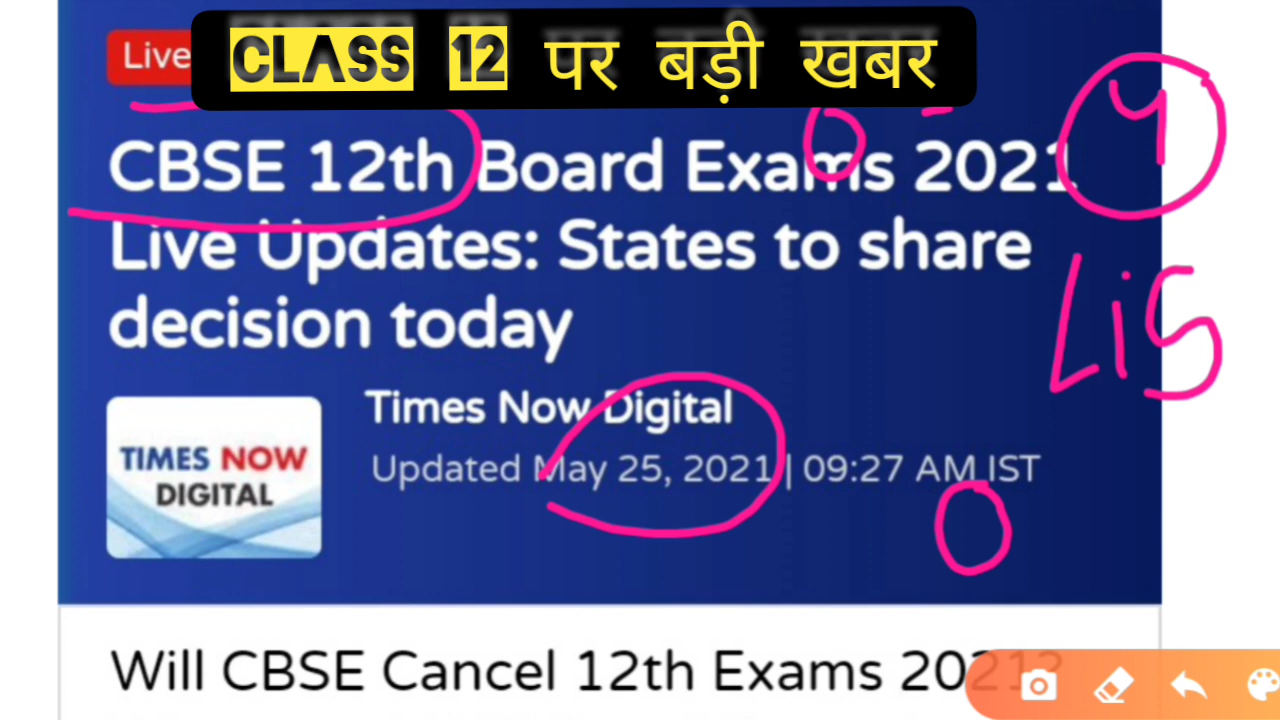 Live
CLASS 12 पर बड़ी खबर
CBSE 12th Board Exams 2021
Live Updates: States to share
decision today
TIMES NOW
DIGITAL
Times Now Digital
Updated May 25, 2021 | 09:27 AM IST
Will CBSE Cancel 12th Exams 2021?